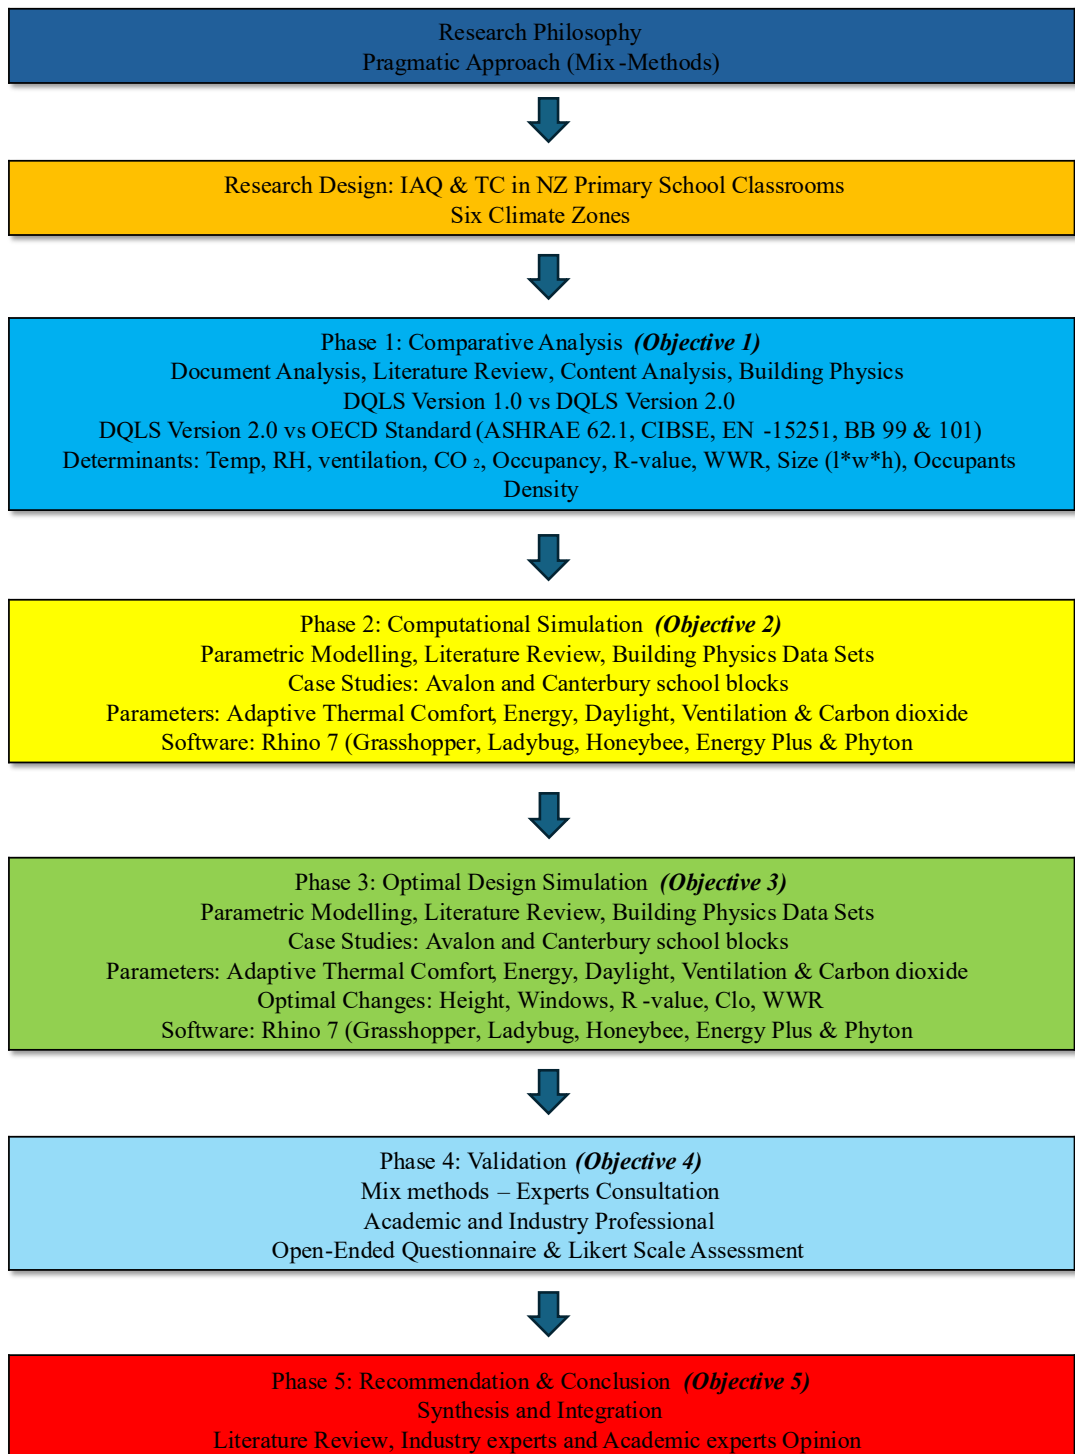 Research Philosophy
Pragmatic Approach (Mix-Methods)
Research Design: IAQ & TC in NZ Primary School Classrooms
Six Climate Zones
Phase 1: Comparative Analysis (Objective 1)
Document Analysis, Literature Review, Content Analysis, Building Physics
DQLS Version 1.0 vs DQLS Version 2.0
DQLS Version 2.0 vs OECD Standard (ASHRAE 62.1, CIBSE, EN -15251, BB 99 & 101)
Determinants: Temp, RH, ventilation, CO ₂, Occupancy, R-value, WWR, Size (l*w*h), Occupants
Density
Phase 2: Computational Simulation (Objective 2)
Parametric Modelling, Literature Review, Building Physics Data Sets
Case Studies: Avalon and Canterbury school blocks
Parameters: Adaptive Thermal Comfort, Energy, Daylight, Ventilation & Carbon dioxide
Software: Rhino 7 (Grasshopper, Ladybug, Honeybee, Energy Plus & Phyton
Phase 3: Optimal Design Simulation (Objective 3)
Parametric Modelling, Literature Review, Building Physics Data Sets
Case Studies: Avalon and Canterbury school blocks
Parameters: Adaptive Thermal Comfort, Energy, Daylight, Ventilation & Carbon dioxide
Optimal Changes: Height, Windows, R -value, Clo, WWR
Software: Rhino 7 (Grasshopper, Ladybug, Honeybee, Energy Plus & Phyton
Phase 4: Validation (Objective 4)
Mix methods – Experts Consultation
Academic and Industry Professional
Open-Ended Questionnaire & Likert Scale Assessment
Phase 5: Recommendation & Conclusion (Objective 5)
Synthesis and Integration
Literature Review, Industry experts and Academic experts Opinion